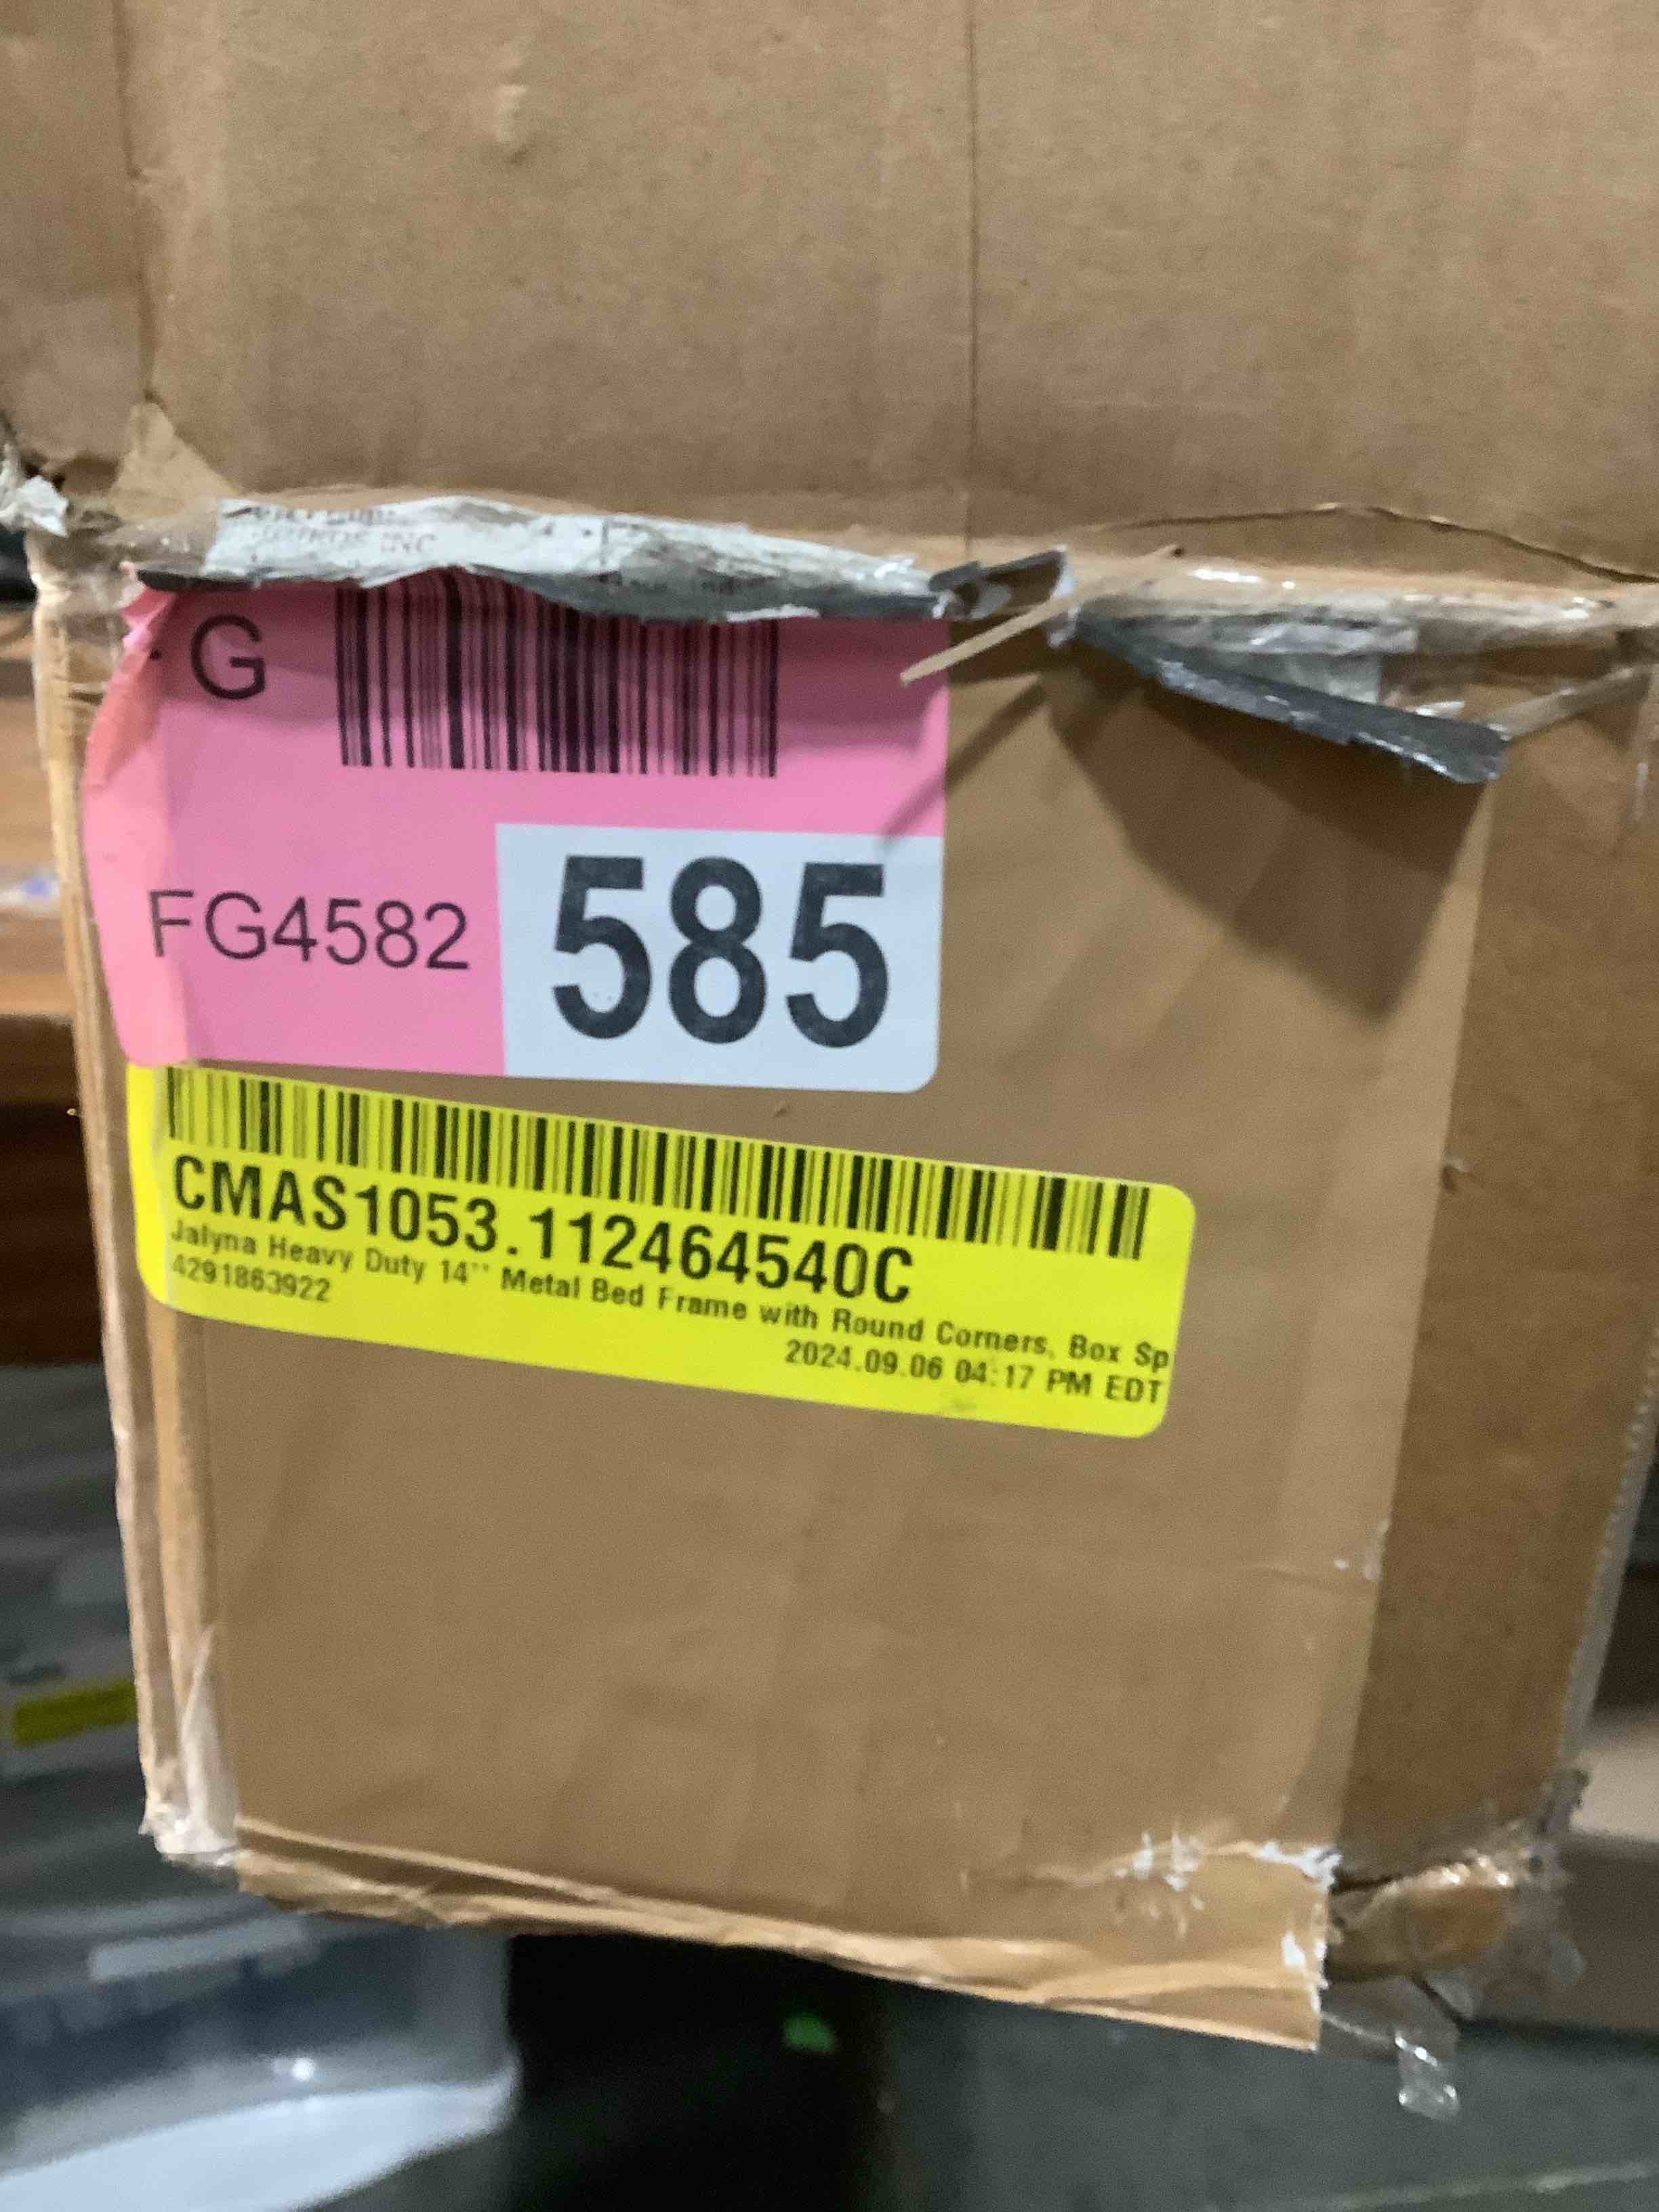 INC
G
FG4582
585
CMAS1053.112464540C
Jalyna Heavy Duty 14'' Metal Bed Frame with Round Corners, Box Sp
4291863922
2024.09.06 04:17 PM EDT